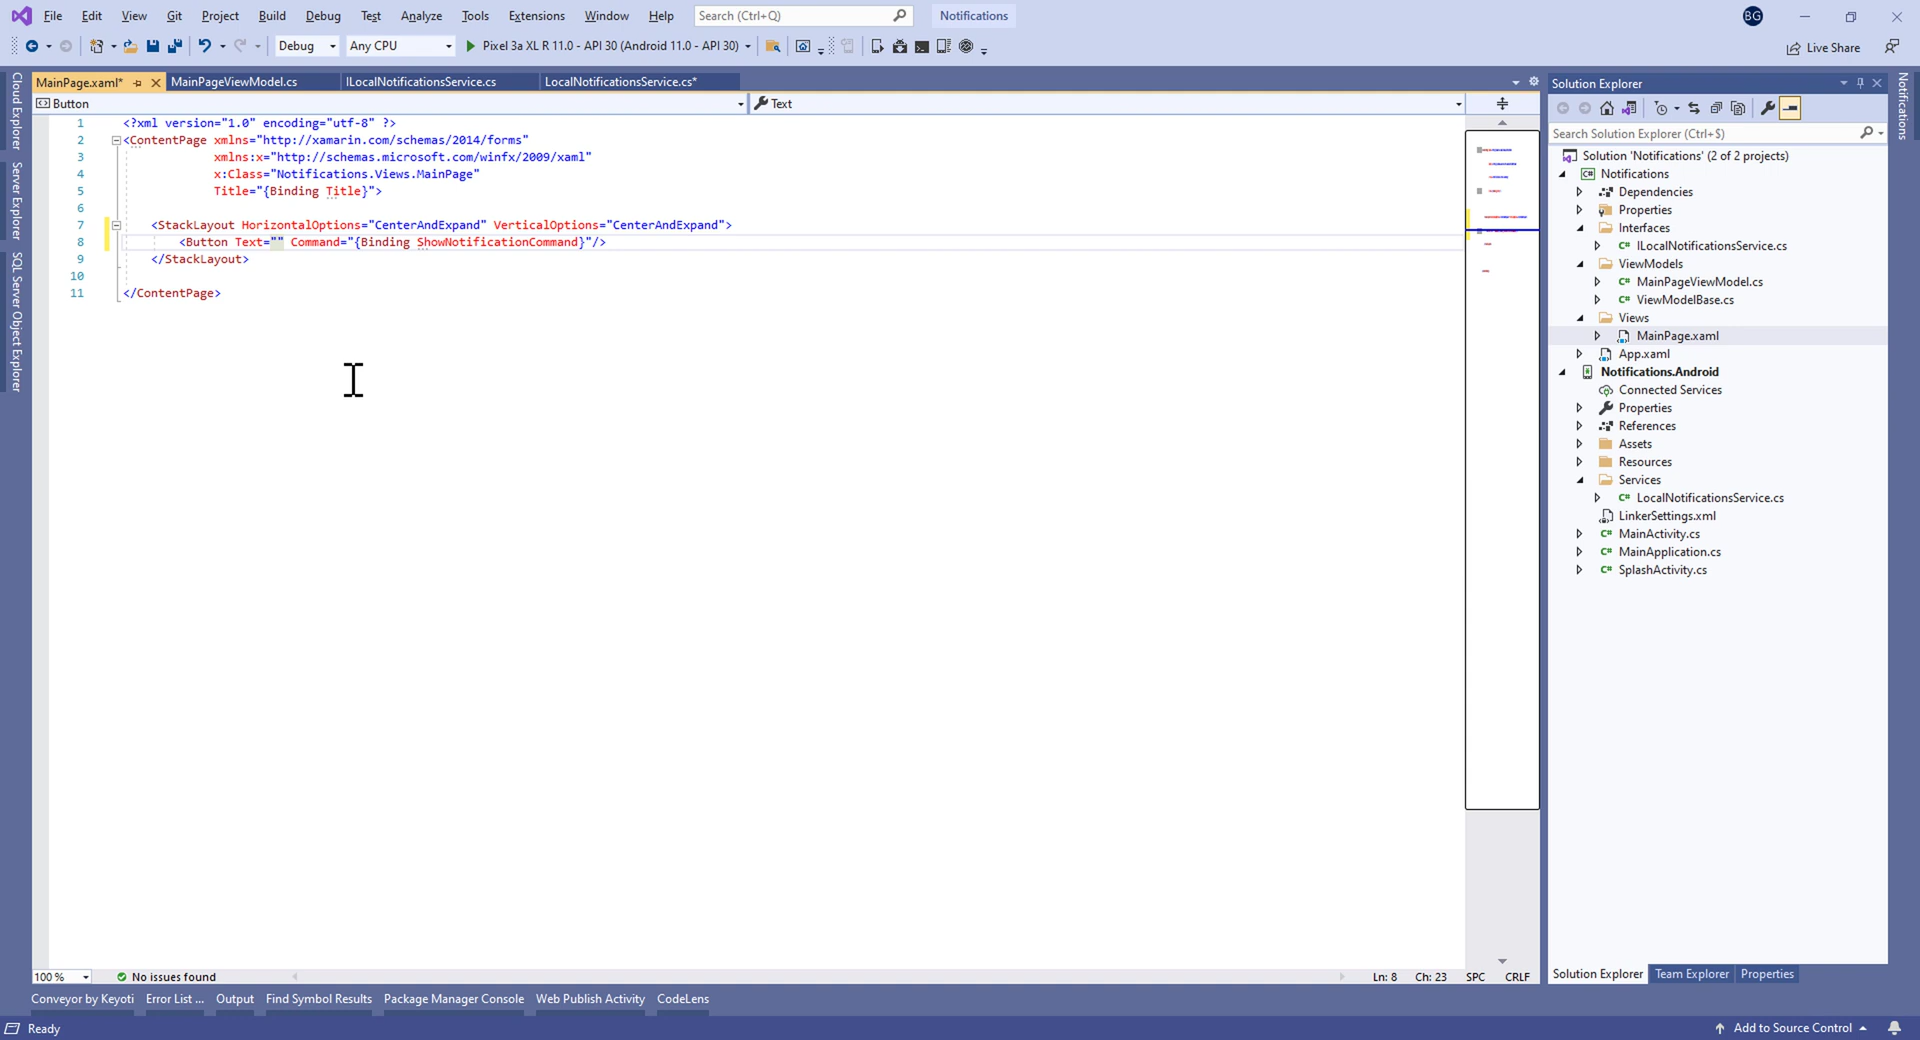 File Edit View Git Project Build Debug Test Analyze Tools Extensions Window Help Search (Ctrl+Q) Notifications BG
Debug Any CPU Pixel 3a XL R 11.0 - API 30 (Android 11.0 - API 30) Live Share
MainPage.xaml* MainPageViewModel.cs ILocalNotificationsService.cs LocalNotificationsService.cs*
Button Text
1 <?xml version="1.0" encoding="utf-8" ?>
2 <ContentPage xmlns="http://xamarin.com/schemas/2014/forms"
3 xmlns:x="http://schemas.microsoft.com/winfx/2009/xaml"
4 x:Class="Notifications.Views.MainPage"
5 Title="{Binding Title}">
6
7 <StackLayout HorizontalOptions="CenterAndExpand" VerticalOptions="CenterAndExpand">
8 <Button Text="" Command="{Binding ShowNotificationCommand}"/>
9 </StackLayout>
10
11 </ContentPage>
Cloud Explorer
Server Explorer
SQL Server Object Explorer
Solution Explorer
Search Solution Explorer (Ctrl+$)
Solution 'Notifications' (2 of 2 projects)
Notifications
Dependencies
Properties
Interfaces
ILocalNotificationsService.cs
ViewModels
MainPageViewModel.cs
ViewModelBase.cs
Views
MainPage.xaml
App.xaml
Notifications.Android
Connected Services
Properties
References
Assets
Resources
Services
LocalNotificationsService.cs
LinkerSettings.xml
MainActivity.cs
MainApplication.cs
SplashActivity.cs
Notifications
100 % No issues found Ln: 8 Ch: 23 SPC CRLF
Solution Explorer Team Explorer Properties
Conveyor by Keyoti Error List ... Output Find Symbol Results Package Manager Console Web Publish Activity CodeLens
Ready Add to Source Control